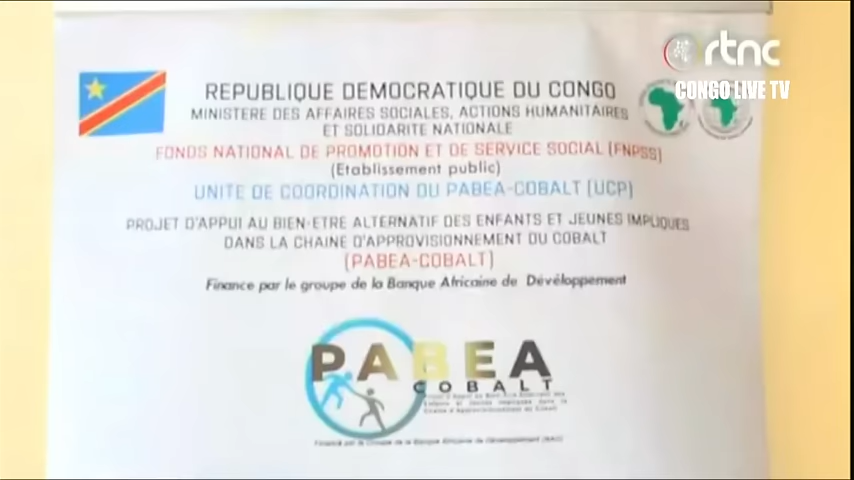 rtnc
CONGO LIVE TV
REPUBLIQUE DEMOCRATIQUE DU CONGO
MINISTERE DES AFFAIRES SOCIALES, ACTIONS HUMANITAIRES
ET SOLIDARITE NATIONALE
FONDS NATIONAL DE PROMOTION ET DE SERVICE SOCIAL (FNPSS)
(Etablissement public)
UNITE DE COORDINATION DU PABEA-COBALT (UCP)
PROJET D'APPUI AU BIEN-ETRE ALTERNATIF DES ENFANTS ET JEUNES IMPLIQUES
DANS LA CHAINE D'APPROVISIONNEMENT DU COBALT
(PABEA-COBALT)
Finance par le groupe de la Banque Africaine de Dévéloppement
PABEA
COBALT